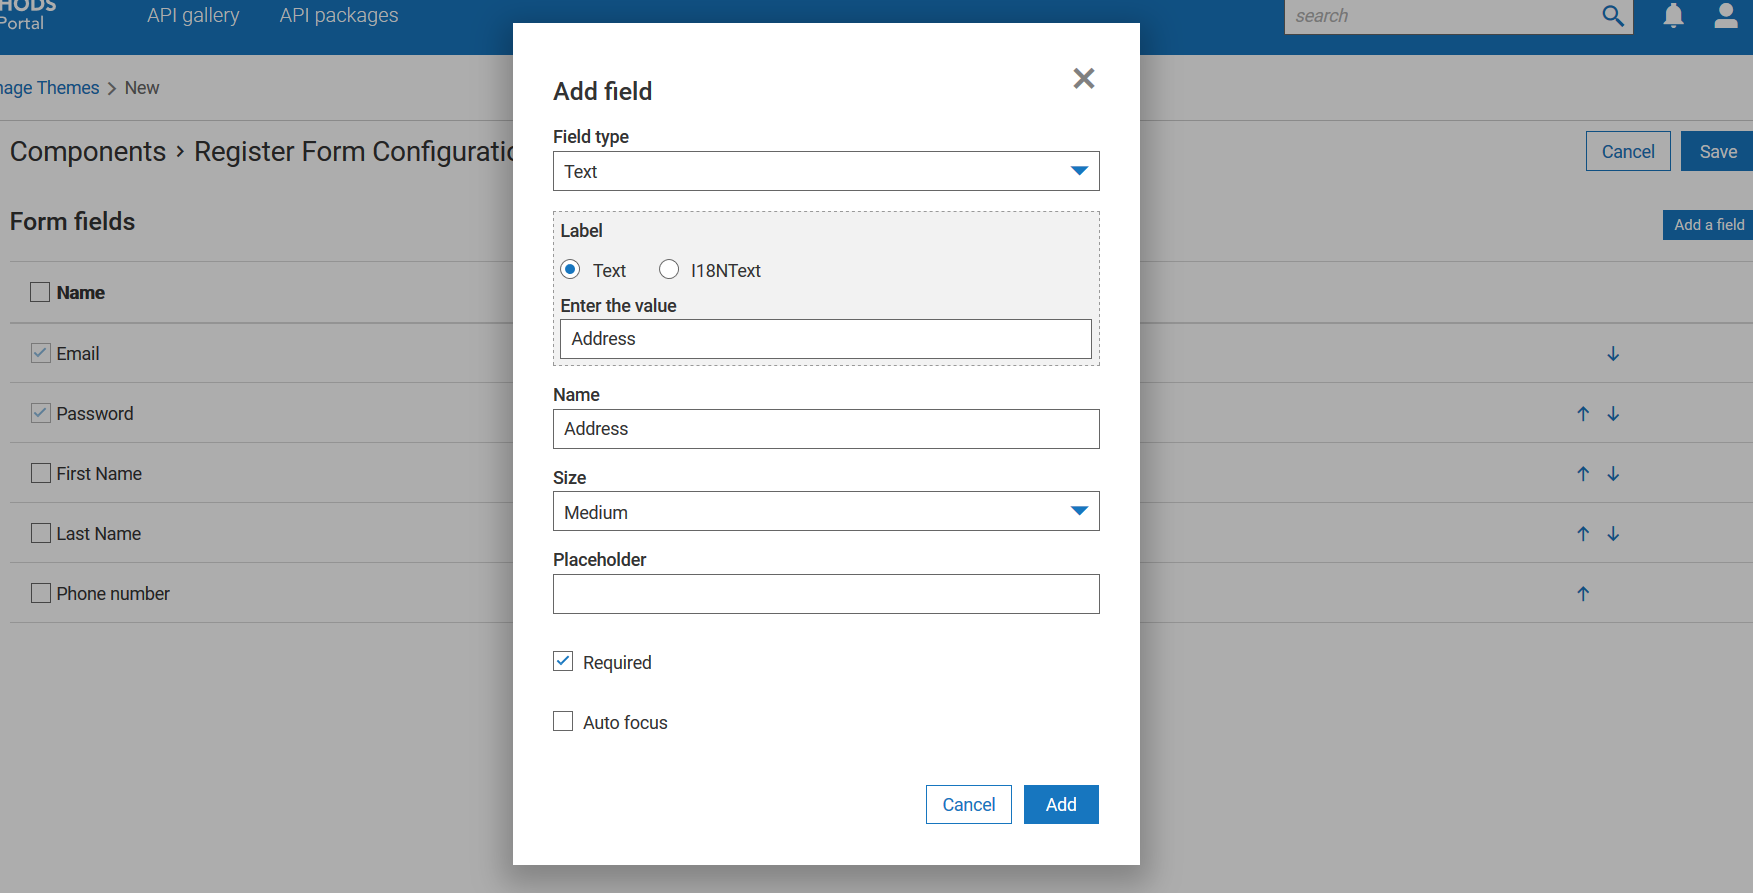 HODS
Portal
API gallery
API packages
search
nage Themes > New
Components › Register Form Configuratio
Cancel
Save
Form fields
Add a field
Name
Email
Password
First Name
Last Name
Phone number
Add field
Field type
Text
Label
Text
I18NText
Enter the value
Address
Name
Address
Size
Medium
Placeholder
Required
Auto focus
Cancel
Add